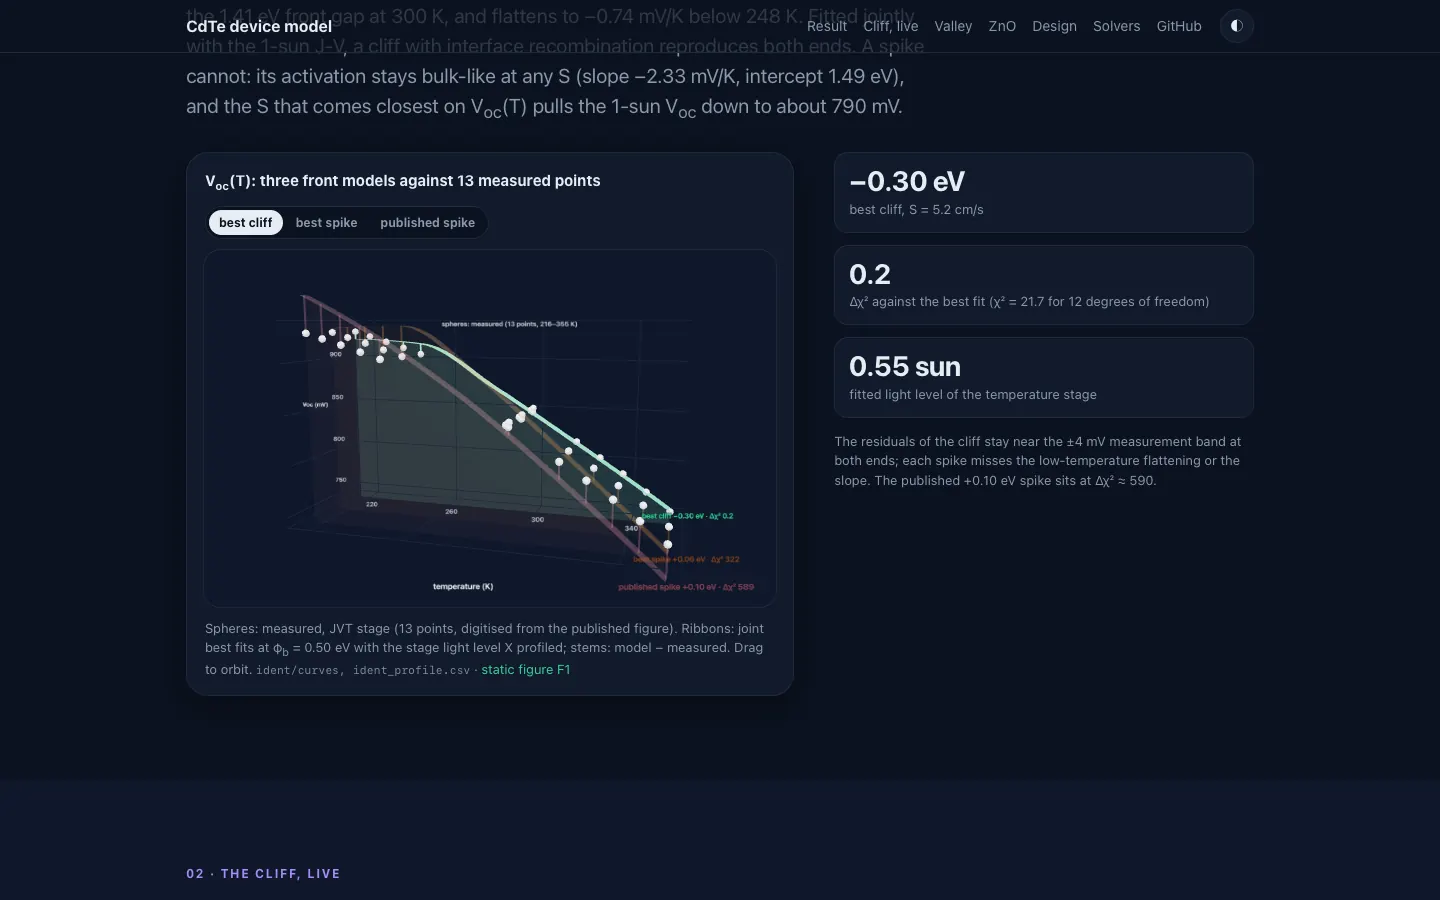 the 1.41 eV front gap at 300 K, and flattens to −0.74 mV/K below 248 K. Fitted jointly
CdTe device model
Result
Cliff, live
Valley
ZnO
Design
Solvers
GitHub
with the 1-sun J-V, a cliff with interface recombination reproduces both ends. A spike
cannot: its activation stays bulk-like at any S (slope −2.33 mV/K, intercept 1.49 eV),
and the S that comes closest on Voc(T) pulls the 1-sun Voc down to about 790 mV.
Voc(T): three front models against 13 measured points
best cliff
best spike
published spike
spheres: measured (13 points, 216–355 K)
900
850
Voc (mV)
800
750
220
260
300
340
best cliff −0.30 eV · Δχ² 0.2
best spike +0.06 eV · Δχ² 322
published spike +0.10 eV · Δχ² 589
temperature (K)
Spheres: measured, JVT stage (13 points, digitised from the published figure). Ribbons: joint
best fits at Φb = 0.50 eV with the stage light level X profiled; stems: model − measured. Drag
to orbit. ident/curves, ident_profile.csv · static figure F1
−0.30 eV
best cliff, S = 5.2 cm/s
0.2
Δχ² against the best fit (χ² = 21.7 for 12 degrees of freedom)
0.55 sun
fitted light level of the temperature stage
The residuals of the cliff stay near the ±4 mV measurement band at
both ends; each spike misses the low-temperature flattening or the
slope. The published +0.10 eV spike sits at Δχ² ≈ 590.
02 · THE CLIFF, LIVE